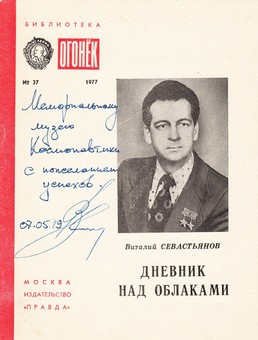 БИБЛИОТЕКА
ОГОНЁК
№ 37 1977
Мемориальному
музею
Космонавтики
с пожеланием
успехов.
07.05.19
Виталий СЕВАСТЬЯНОВ
ДНЕВНИК
НАД ОБЛАКАМИ
МОСКВА
ИЗДАТЕЛЬСТВО
«ПРАВДА»